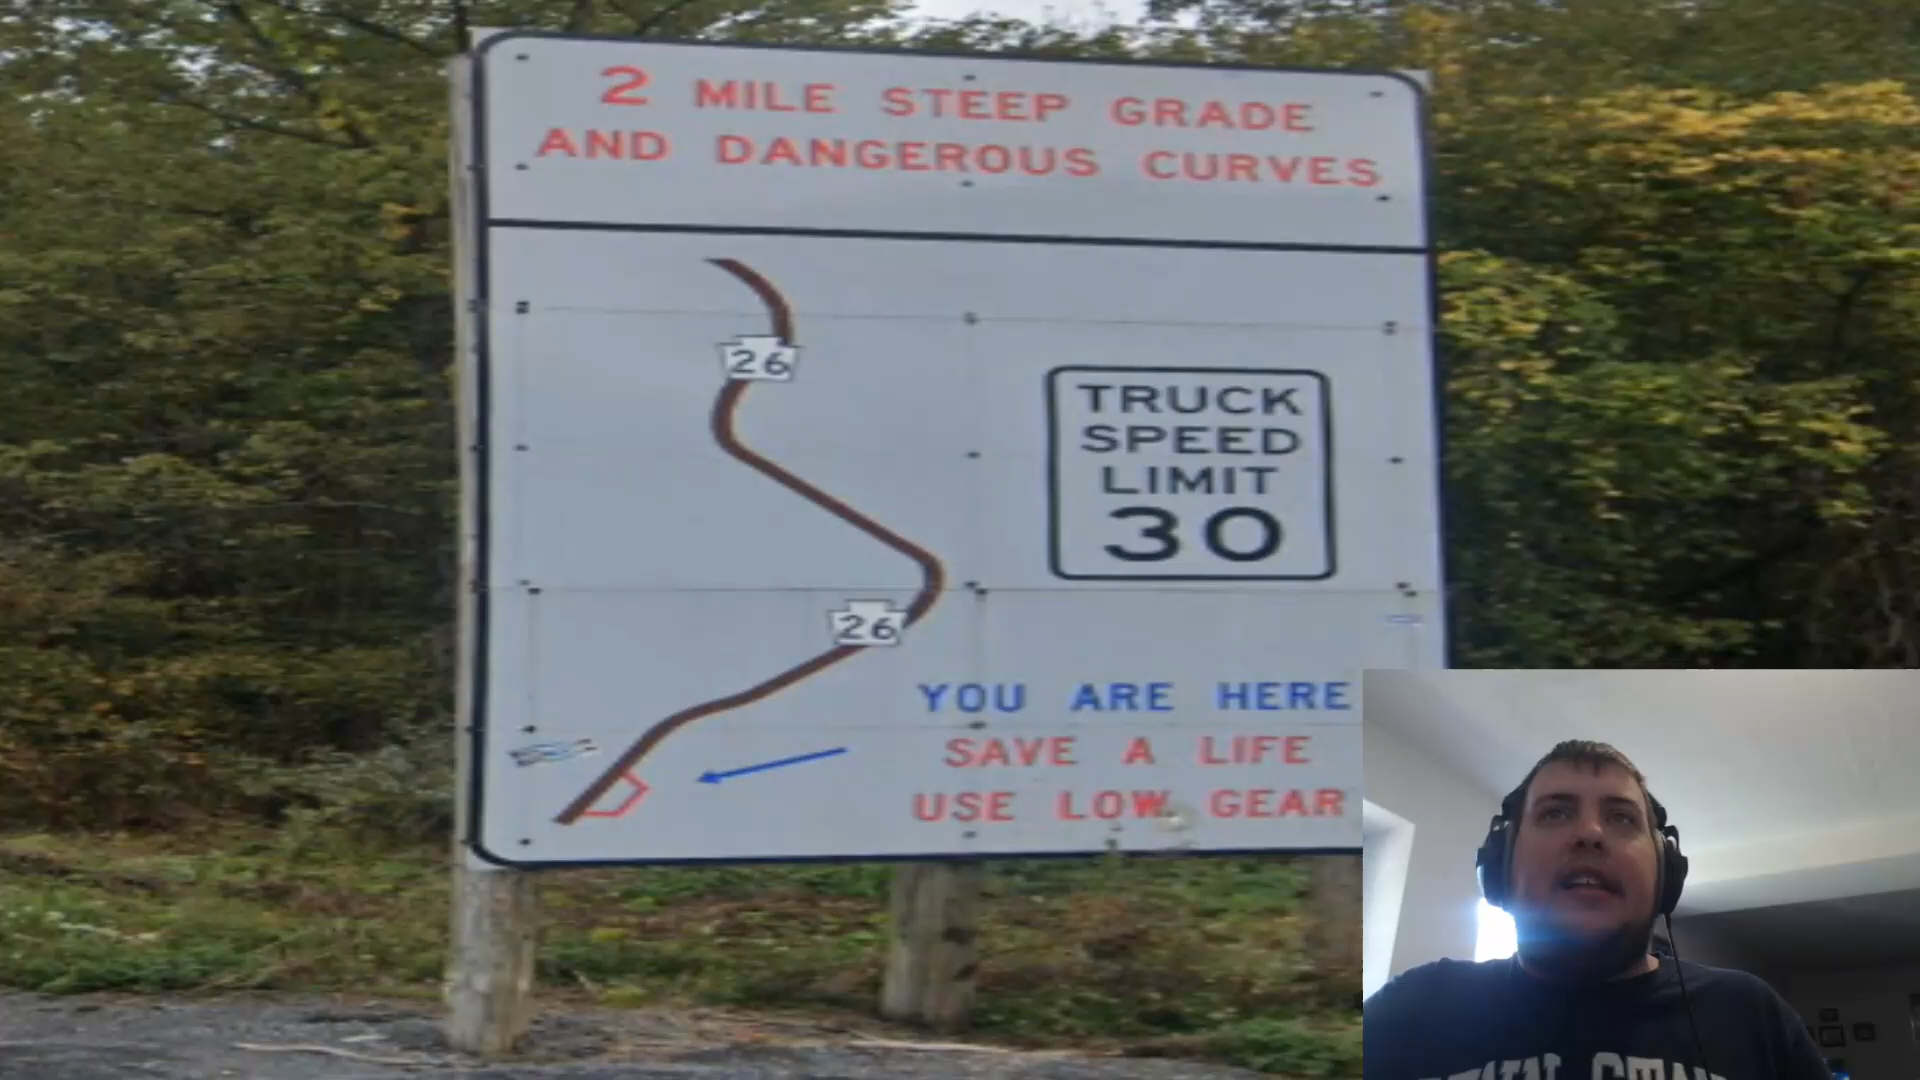 2 MILE STEEP GRADE
AND DANGEROUS CURVES
26
TRUCK
SPEED
LIMIT
30
26
YOU ARE HERE
SAVE A LIFE
USE LOW GEAR